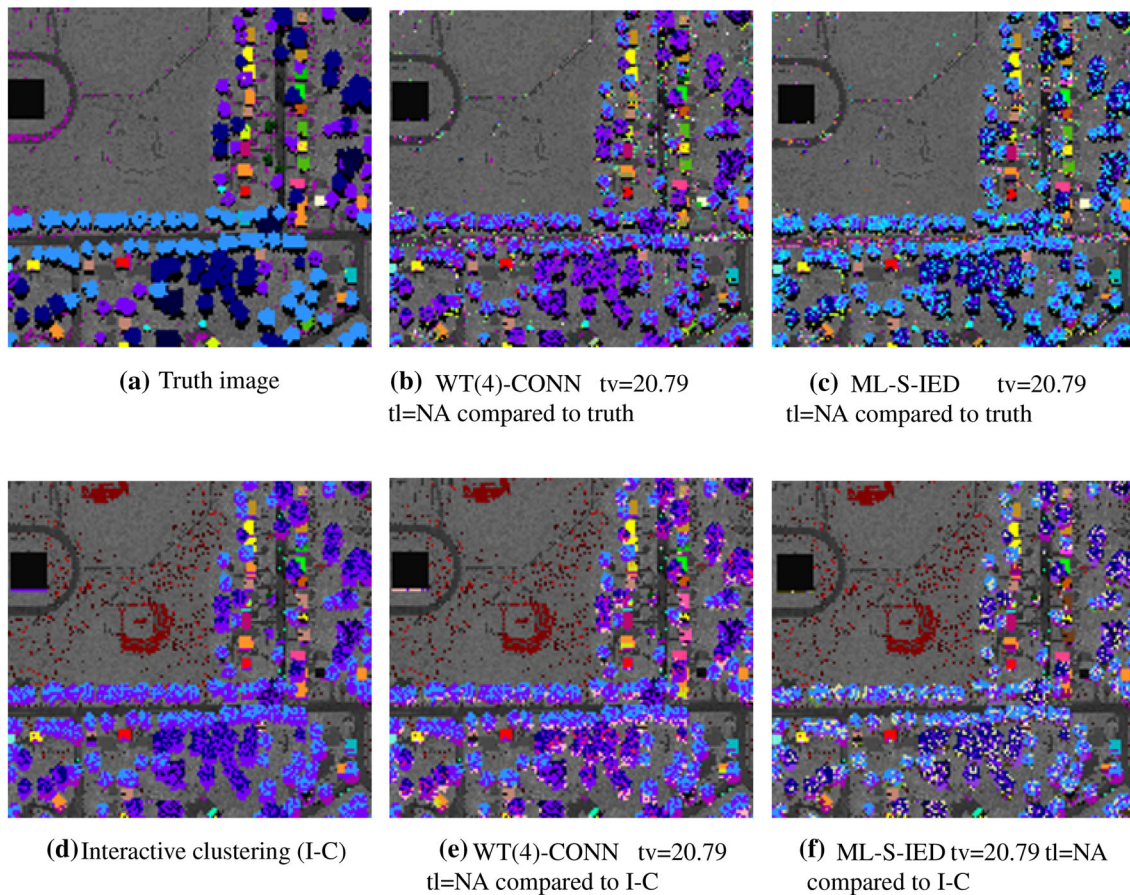 (a) Truth image
(b) WT(4)-CONN tv=20.79
tl=NA compared to truth
(c) ML-S-IED tv=20.79
tl=NA compared to truth
(d) Interactive clustering (I-C)
(e) WT(4)-CONN tv=20.79
tl=NA compared to I-C
(f) ML-S-IED tv=20.79 tl=NA
compared to I-C